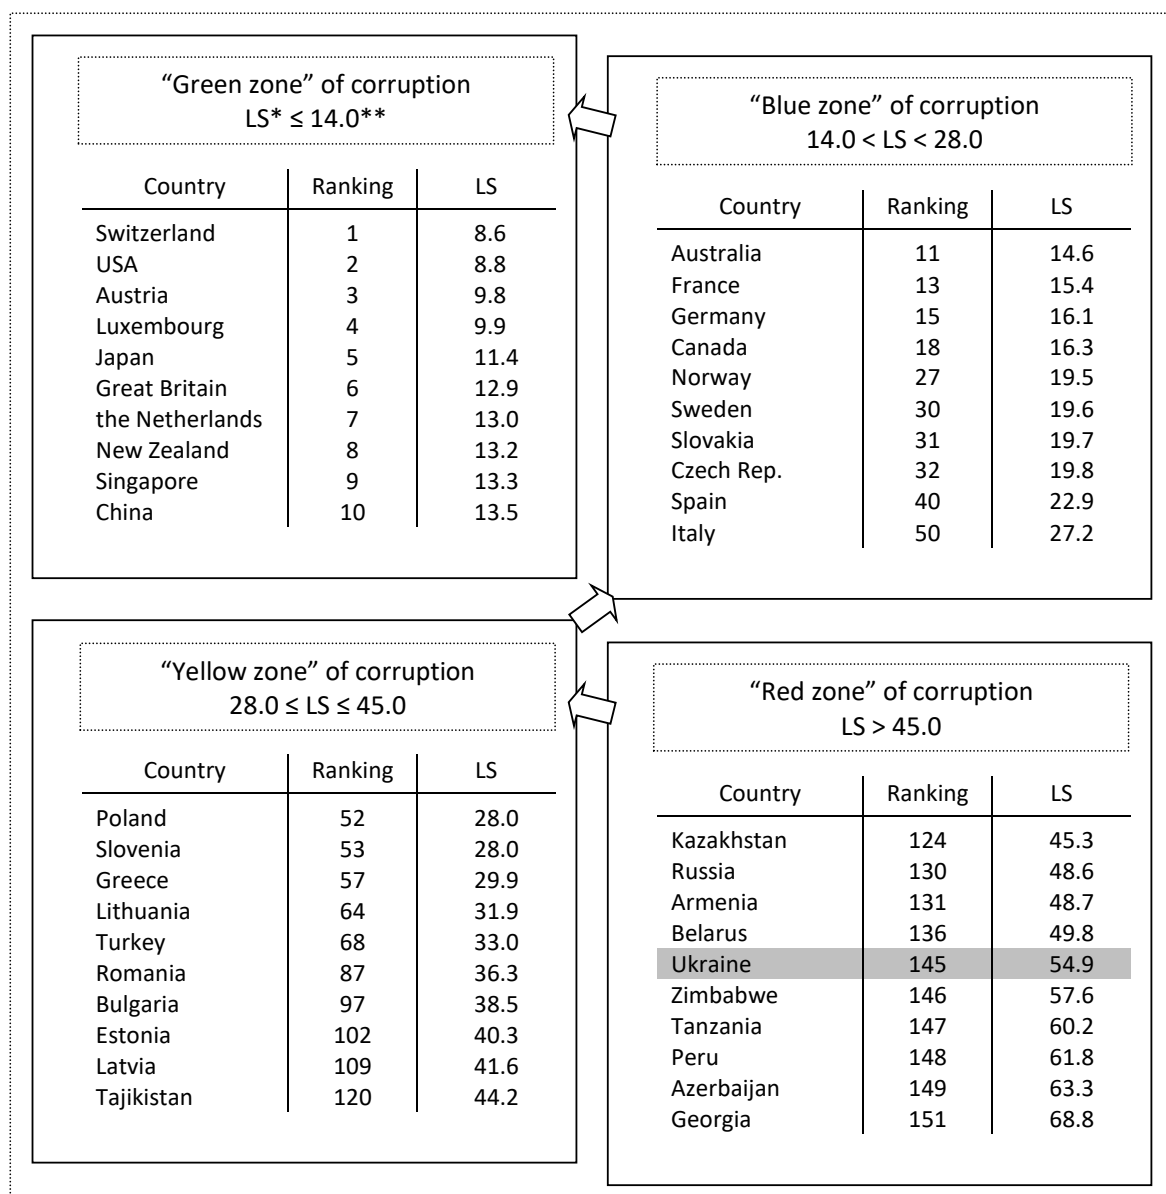 “Green zone” of corruption
LS* ≤ 14.0**
Country Ranking LS
Switzerland 1 8.6
USA 2 8.8
Austria 3 9.8
Luxembourg 4 9.9
Japan 5 11.4
Great Britain 6 12.9
the Netherlands 7 13.0
New Zealand 8 13.2
Singapore 9 13.3
China 10 13.5
“Blue zone” of corruption
14.0 < LS < 28.0
Country Ranking LS
Australia 11 14.6
France 13 15.4
Germany 15 16.1
Canada 18 16.3
Norway 27 19.5
Sweden 30 19.6
Slovakia 31 19.7
Czech Rep. 32 19.8
Spain 40 22.9
Italy 50 27.2
“Yellow zone” of corruption
28.0 ≤ LS ≤ 45.0
Country Ranking LS
Poland 52 28.0
Slovenia 53 28.0
Greece 57 29.9
Lithuania 64 31.9
Turkey 68 33.0
Romania 87 36.3
Bulgaria 97 38.5
Estonia 102 40.3
Latvia 109 41.6
Tajikistan 120 44.2
“Red zone” of corruption
LS > 45.0
Country Ranking LS
Kazakhstan 124 45.3
Russia 130 48.6
Armenia 131 48.7
Belarus 136 49.8
Ukraine 145 54.9
Zimbabwe 146 57.6
Tanzania 147 60.2
Peru 148 61.8
Azerbaijan 149 63.3
Georgia 151 68.8